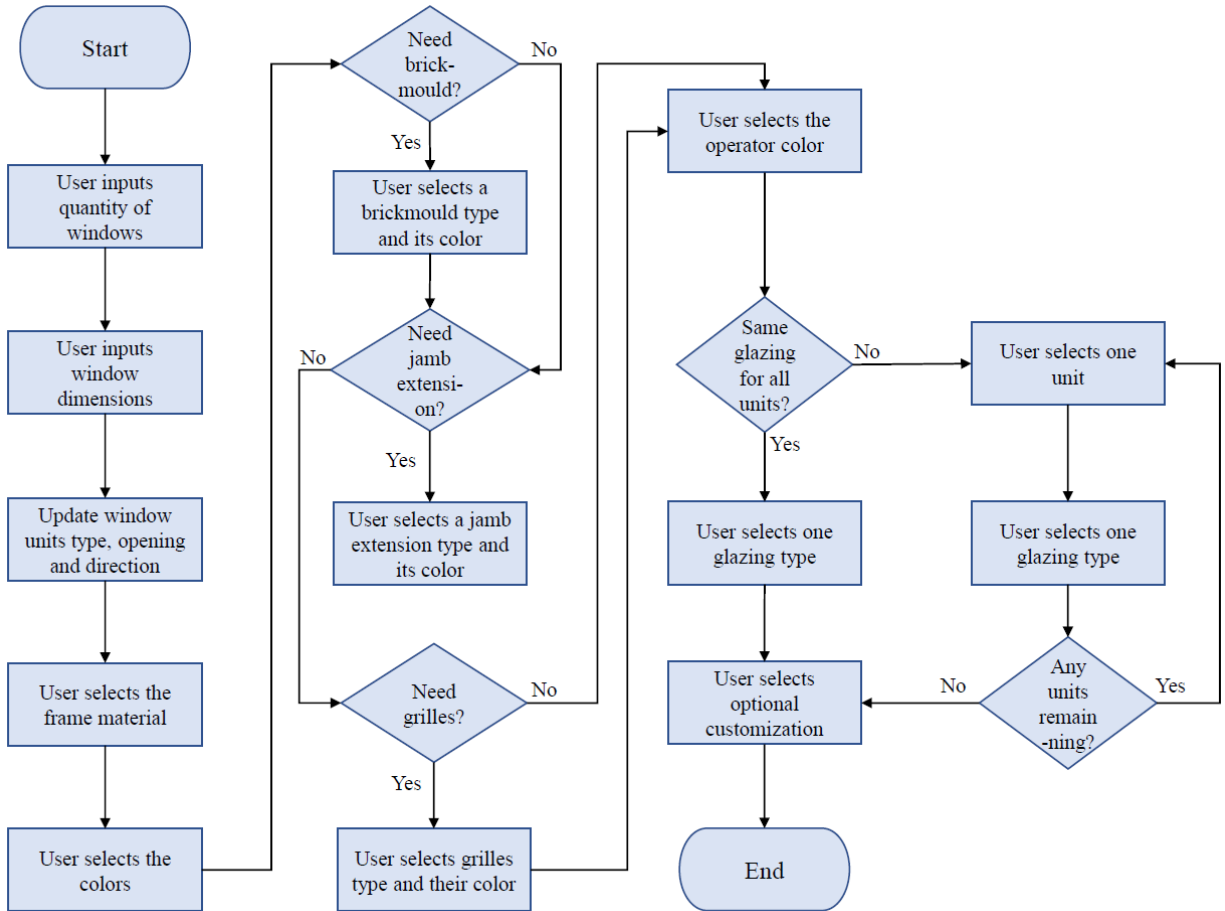 Start
User inputs
quantity of
windows
User inputs
window
dimensions
Update window
units type, opening
and direction
User selects the
frame material
User selects the
colors
Need
brick-
mould?
No
Yes
User selects a
brickmould type
and its color
Need
jamb
extensi-
on?
No
Yes
User selects a jamb
extension type and
its color
Need
grilles?
No
Yes
User selects grilles
type and their color
User selects the
operator color
Same
glazing
for all
units?
No
Yes
User selects one
glazing type
User selects
optional
customization
End
User selects one
unit
User selects one
glazing type
Any
units
remain
-ning?
No
Yes